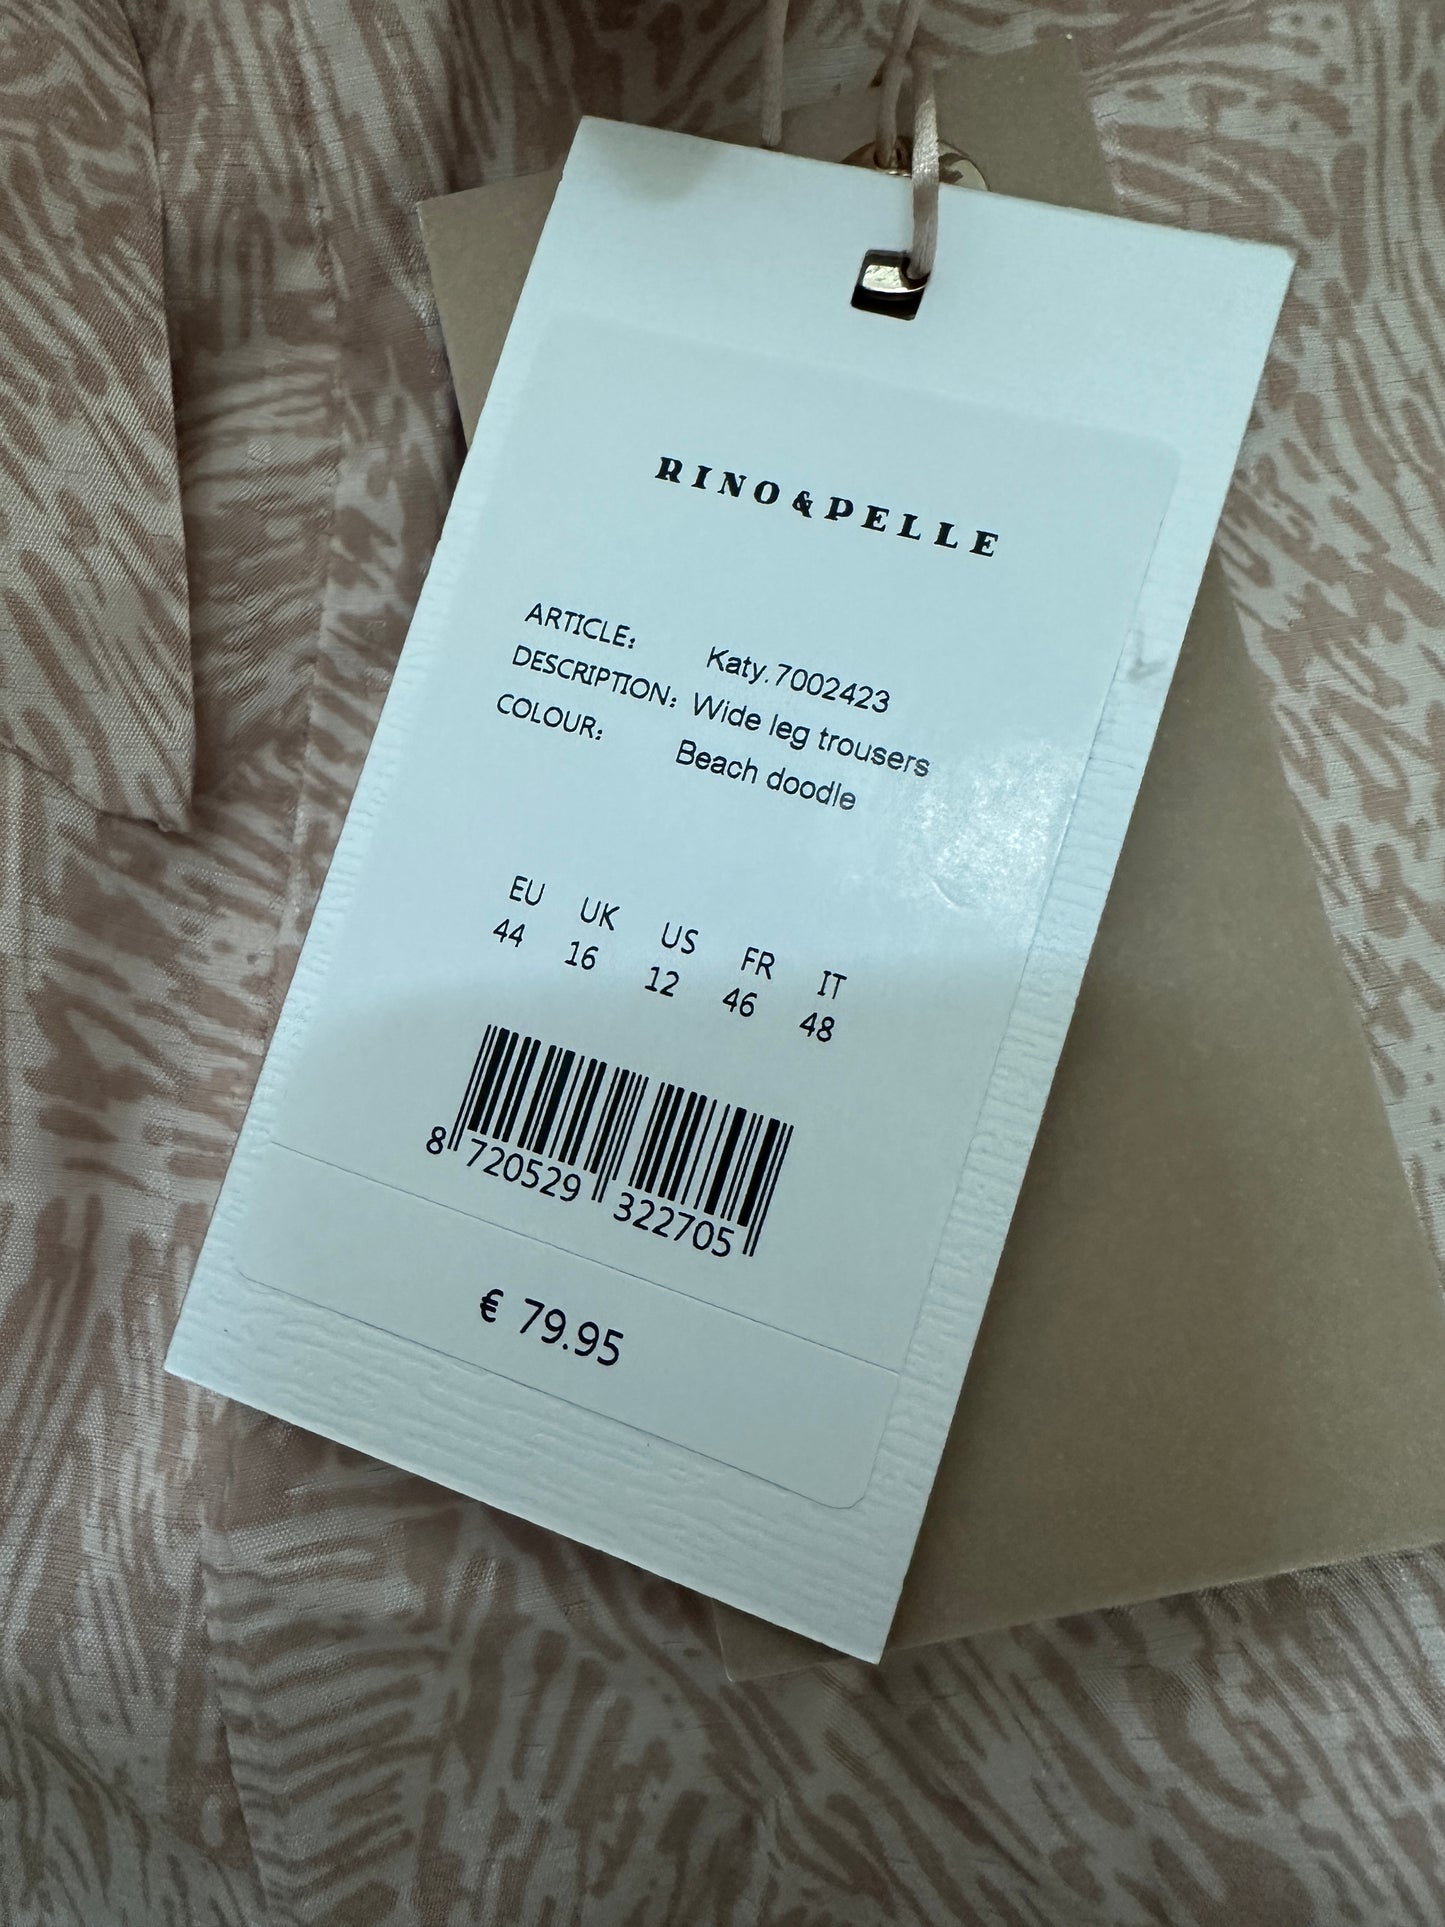 RINO&PELLE
ARTICLE: Katy.7002423
DESCRIPTION: Wide leg trousers
COLOUR: Beach doodle
EU UK US FR IT
44 16 12 46 48
8 720529 322705
€ 79.95